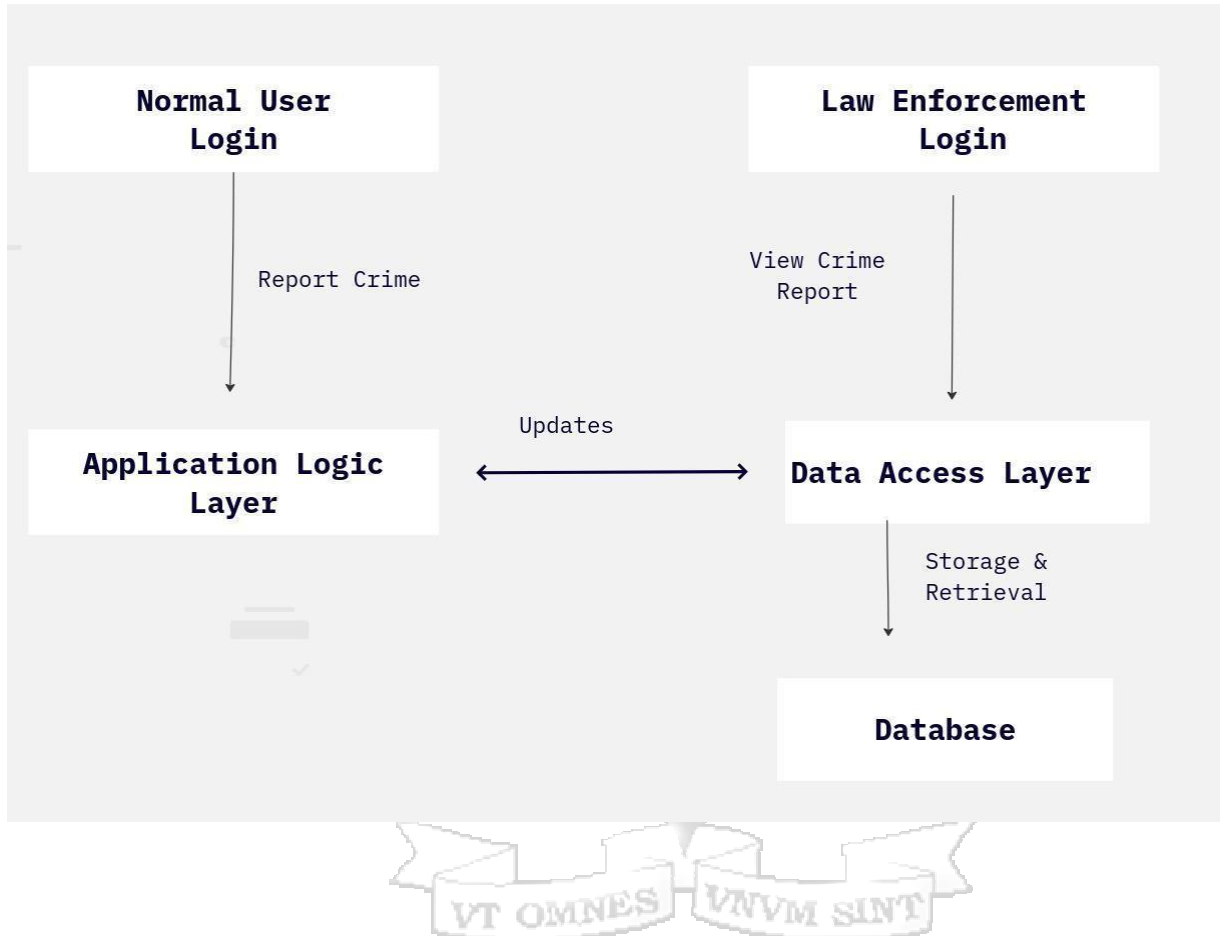 Normal User
Login
Law Enforcement
Login
Report Crime
View Crime
Report
Updates
Application Logic
Layer
Data Access Layer
Storage &
Retrieval
Database
VT OMNES VNVM SINT